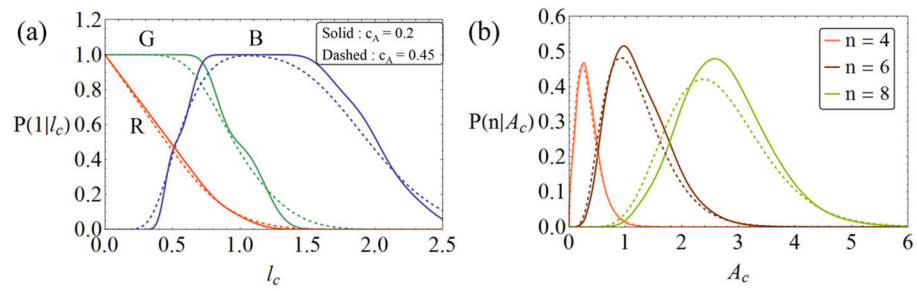 (a)
1.2
1.0
0.8
0.6
0.4
0.2
0.0
P(1|l_c)
G
B
R
Solid : c_A = 0.2
Dashed : c_A = 0.45
0.0 0.5 1.0 1.5 2.0 2.5
l_c
(b)
0.6
0.5
0.4
0.3
0.2
0.1
0.0
P(n|A_c)
n = 4
n = 6
n = 8
0 1 2 3 4 5 6
A_c